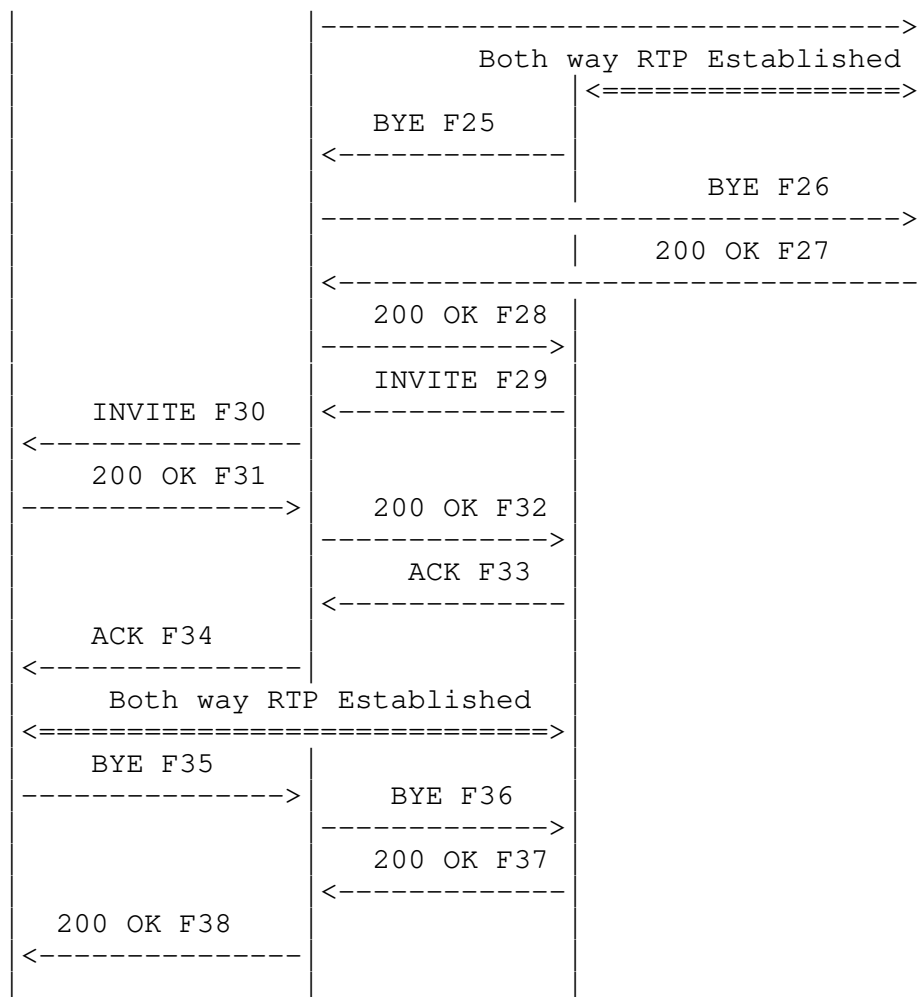 Both way RTP Established
BYE F25
BYE F26
200 OK F27
200 OK F28
INVITE F29
INVITE F30
200 OK F31
200 OK F32
ACK F33
ACK F34
Both way RTP Established
BYE F35
BYE F36
200 OK F37
200 OK F38